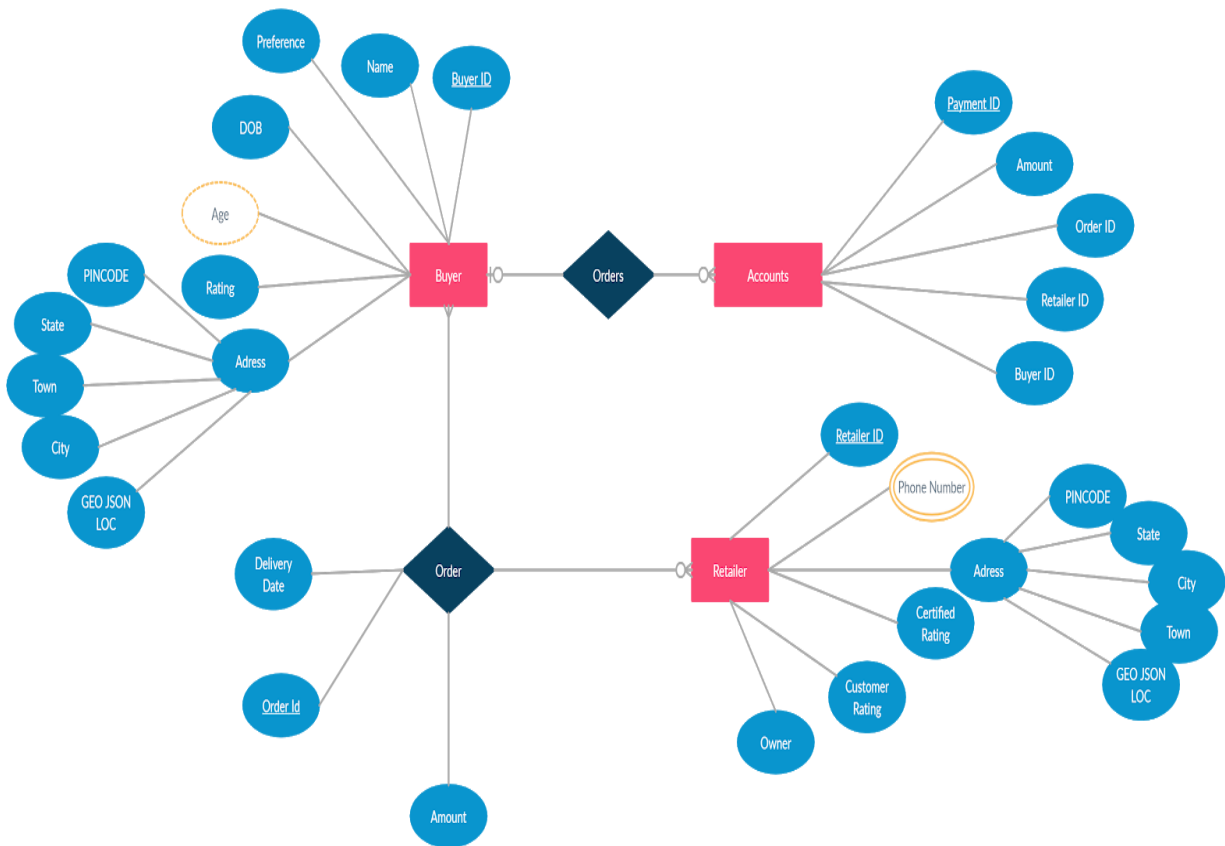 Preference
Name
Buyer ID
DOB
Age
Rating
PINCODE
State
Town
City
GEO JSON
LOC
Adress
Buyer
Orders
Accounts
Payment ID
Amount
Order ID
Retailer ID
Buyer ID
Retailer ID
Phone Number
PINCODE
State
City
Town
GEO JSON
LOC
Adress
Certified
Rating
Customer
Rating
Owner
Retailer
Order
Delivery
Date
Order Id
Amount